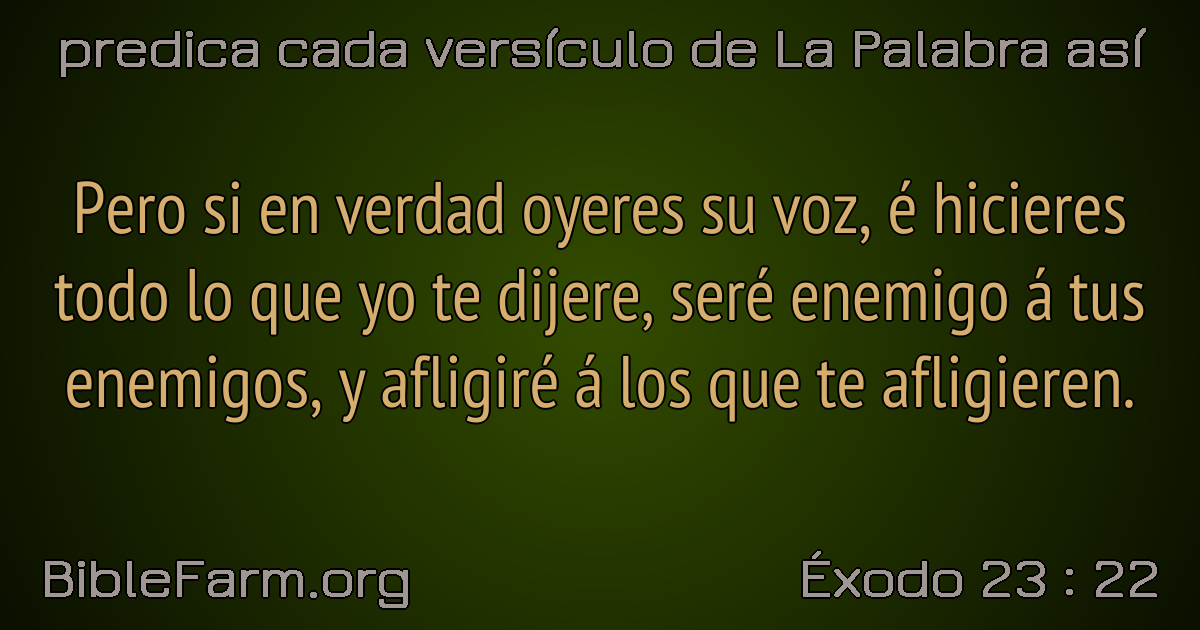 predica cada versículo de La Palabra así
Pero si en verdad oyeres su voz, é hicieres
todo lo que yo te dijere, seré enemigo á tus
enemigos, y afligiré á los que te afligieren.
BibleFarm.org
Éxodo 23 : 22